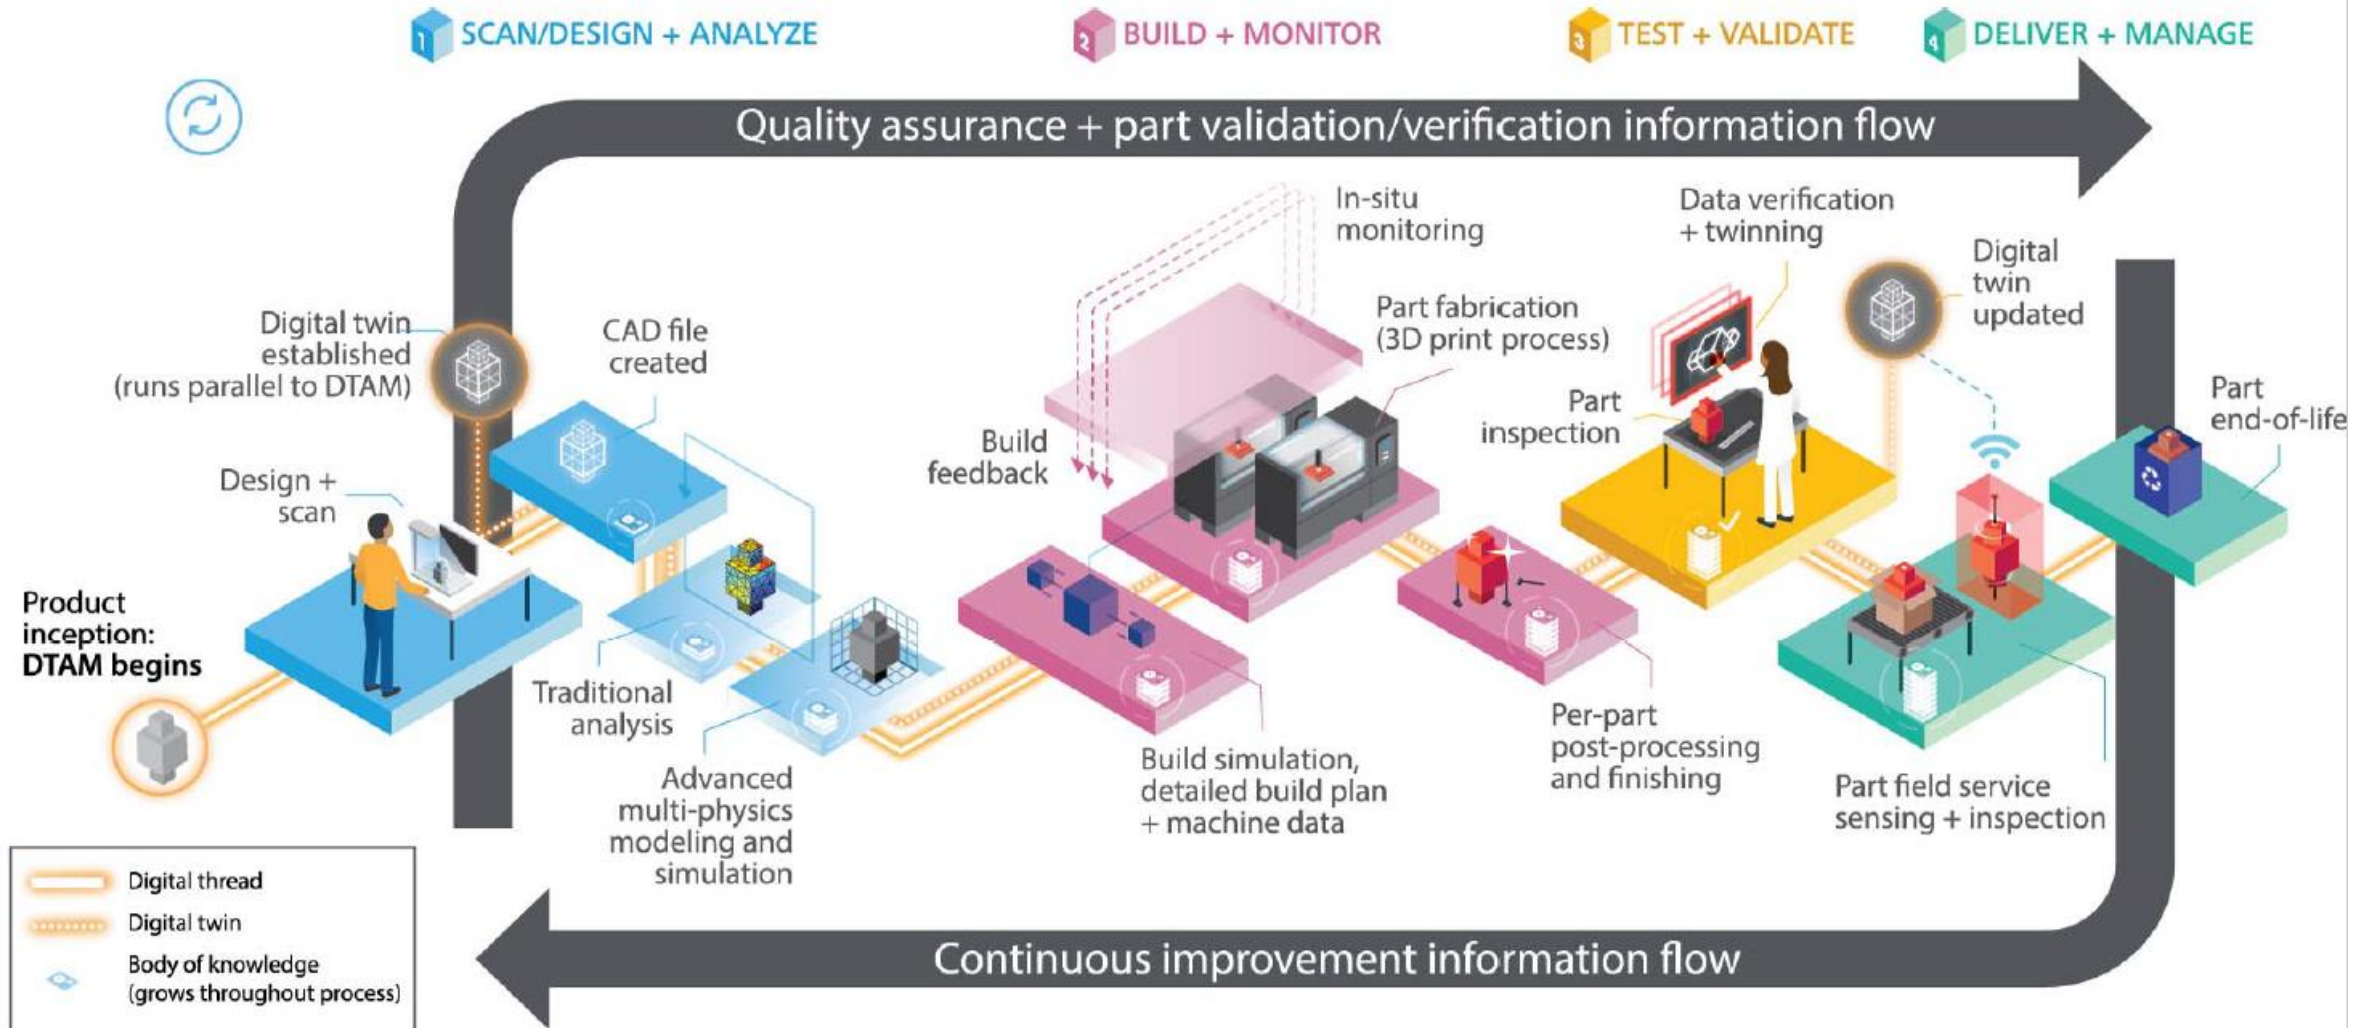 1 SCAN/DESIGN + ANALYZE
2 BUILD + MONITOR
3 TEST + VALIDATE
4 DELIVER + MANAGE
Quality assurance + part validation/verification information flow
Digital twin
established
(runs parallel to DTAM)
CAD file
created
Design +
scan
Product
inception:
DTAM begins
Traditional
analysis
Advanced
multi-physics
modeling and
simulation
In-situ
monitoring
Build
feedback
Part fabrication
(3D print process)
Build simulation,
detailed build plan
+ machine data
Per-part
post-processing
and finishing
Part
inspection
Data verification
+ twinning
Digital
twin
updated
Part field service
sensing + inspection
Part
end-of-life
Continuous improvement information flow
Digital thread
Digital twin
Body of knowledge
(grows throughout process)